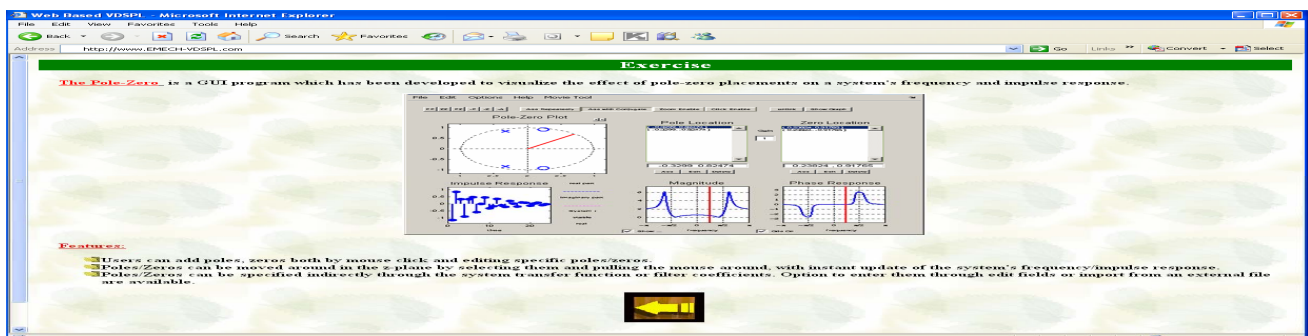 Web Based VDSPL - Microsoft Internet Explorer
File Edit View Favorites Tools Help
Back Search Favorites
Address http://www.EMECH-VDSPL.com Go Links Convert Select
Exercise
The Pole-Zero is a GUI program which has been developed to visualize the effect of pole-zero placements on a system's frequency and impulse response.
File Edit Options Help Movie Tool
Pole-Zero Plot
Pole Location
Zero Location
Impulse Response
Magnitude
Phase Response
Features:
Users can add poles, zeros both by mouse click and editing specific poles/zeros.
Poles/Zeros can be moved around in the z-plane by selecting them and pulling the mouse around, with instant update of the system's frequency/impulse response.
Poles/Zeros can be specified indirectly through the system transfer function or filter coefficients. Option to enter them through edit fields or import from an external file
are available.